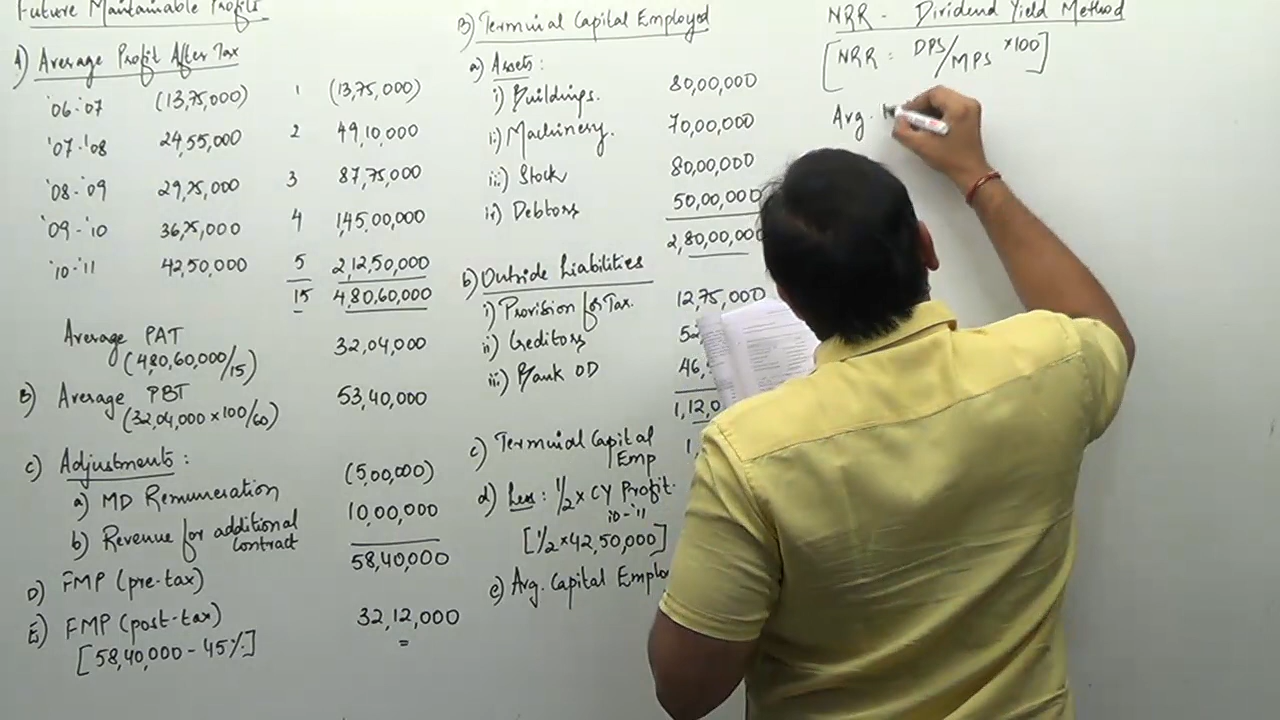 Future Maintainable Profits
A) Average Profit After Tax
'06-'07 (13,75,000) 1 (13,75,000)
'07-'08 24,55,000 2 49,10,000
'08-'09 29,25,000 3 87,75,000
'09-'10 36,25,000 4 1,45,00,000
'10-'11 42,50,000 5 2,12,50,000
15 4,80,60,000
Average PAT 32,04,000
(4,80,60,000/15)
B) Average PBT 53,40,000
(32,04,000 × 100/60)
C) Adjustments:
a) MD Remuneration (5,00,000)
b) Revenue for additional 10,00,000
Contract
D) FMP (pre-tax) 58,40,000
E) FMP (post-tax) 32,12,000
[58,40,000 - 45%]
B) Terminal Capital Employed
a) Assets:
i) Buildings. 80,00,000
ii) Machinery. 70,00,000
iii) Stock 80,00,000
iv) Debtors 50,00,000
2,80,00,000
b) Outside Liabilities
i) Provision for Tax. 12,75,000
ii) Creditors
iii) Bank OD
c) Terminal Capital
Emp
d) Less: 1/2 × CY Profit.
10-'11
[1/2 × 42,50,000]
e) Avg. Capital
NRR - Dividend Yield Method
[NRR = DPS/MPS × 100]
Avg.